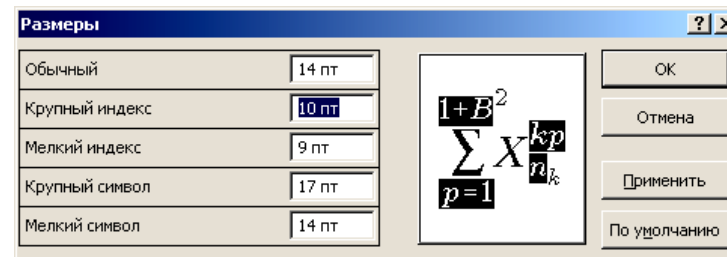 Размеры
Обычный 14 пт
Крупный индекс 10 пт
Мелкий индекс 9 пт
Крупный символ 17 пт
Мелкий символ 14 пт
1+B²
∑ X kp n k
p=1
OK
Отмена
Применить
По умолчанию